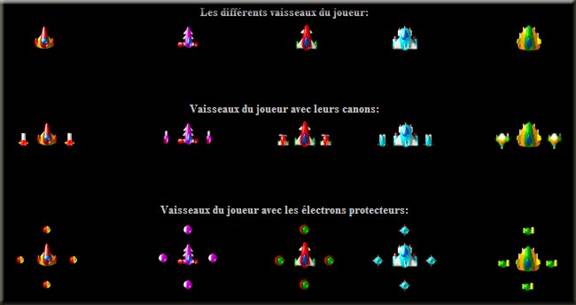 Les différents vaisseaux du joueur:
Vaisseaux du joueur avec leurs canons:
Vaisseaux du joueur avec les électrons protecteurs: